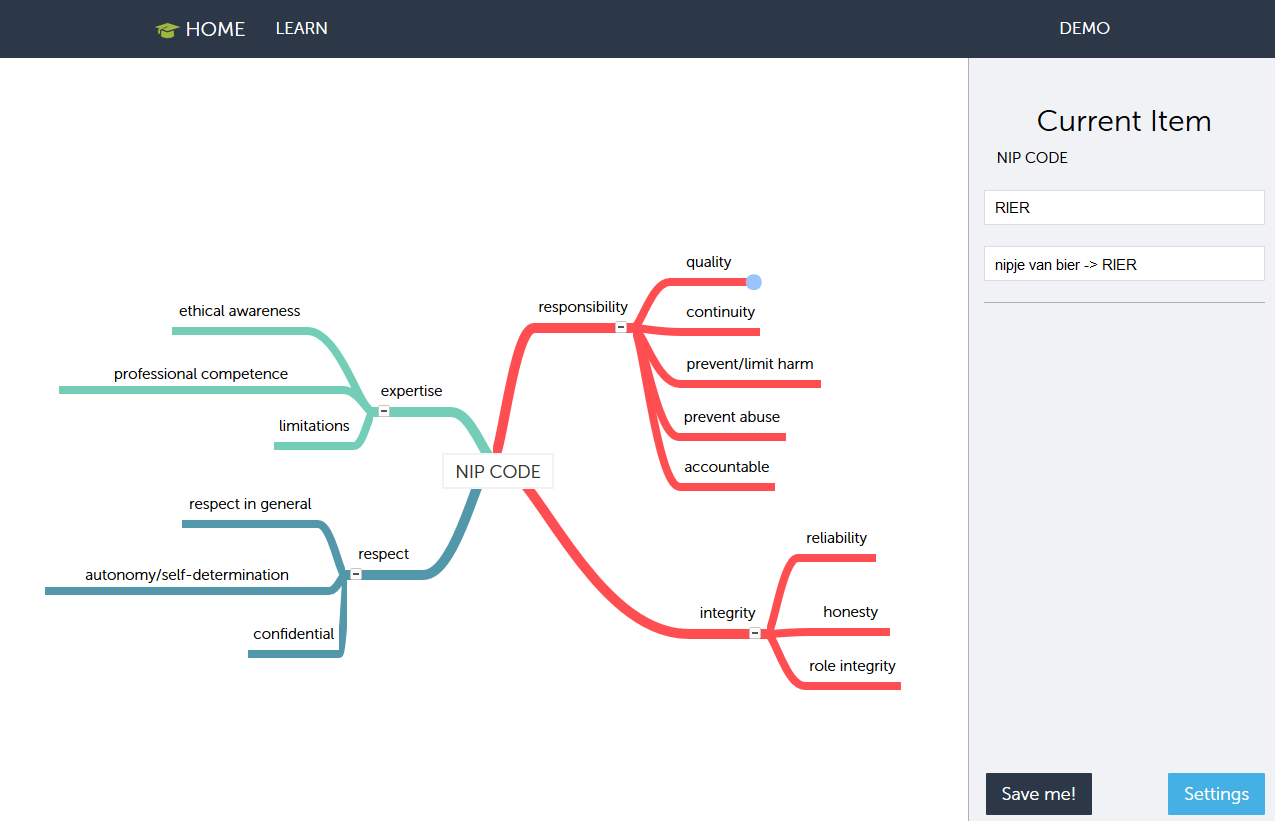 HOME
LEARN
DEMO
Current Item
NIP CODE
RIER
nipje van bier -> RIER
quality
responsibility
continuity
prevent/limit harm
prevent abuse
accountable
ethical awareness
professional competence
expertise
limitations
NIP CODE
respect in general
respect
autonomy/self-determination
confidential
reliability
integrity
honesty
role integrity
Save me!
Settings